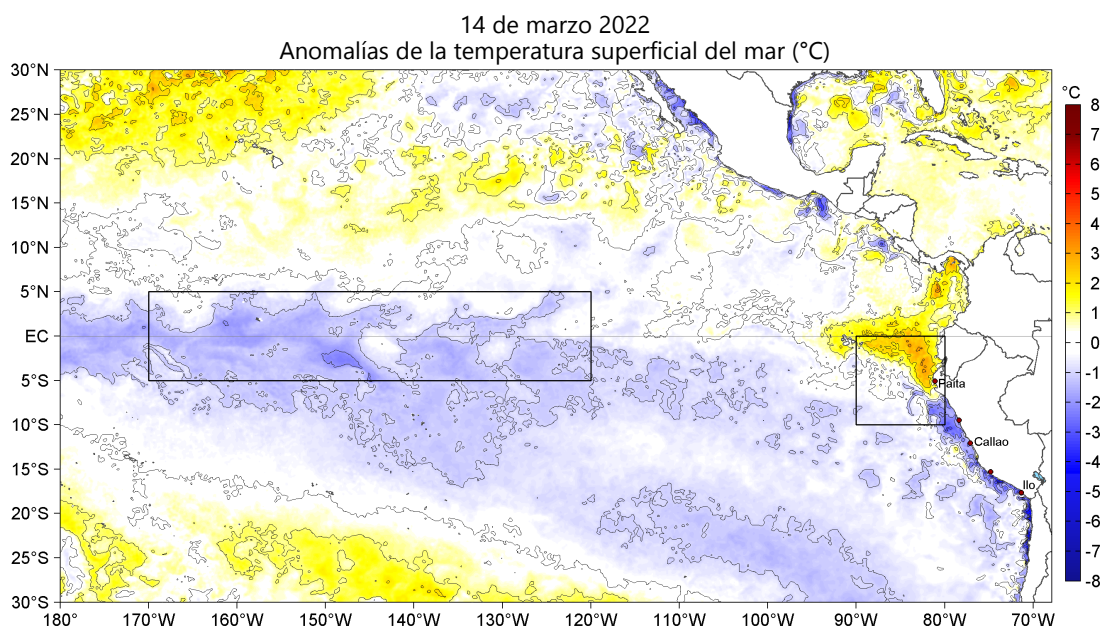 14 de marzo 2022
Anomalías de la temperatura superficial del mar (°C)
30°N
25°N
20°N
15°N
10°N
5°N
EC
5°S
10°S
15°S
20°S
25°S
30°S
180
170°W
160°W
150°W
140°W
130°W
120°W
110°W
100°W
90°W
80°W
70°W
Paita
Callao
Ilo
°C
8
7
6
5
4
3
2
1
0
-1
-2
-3
-4
-5
-6
-7
-8